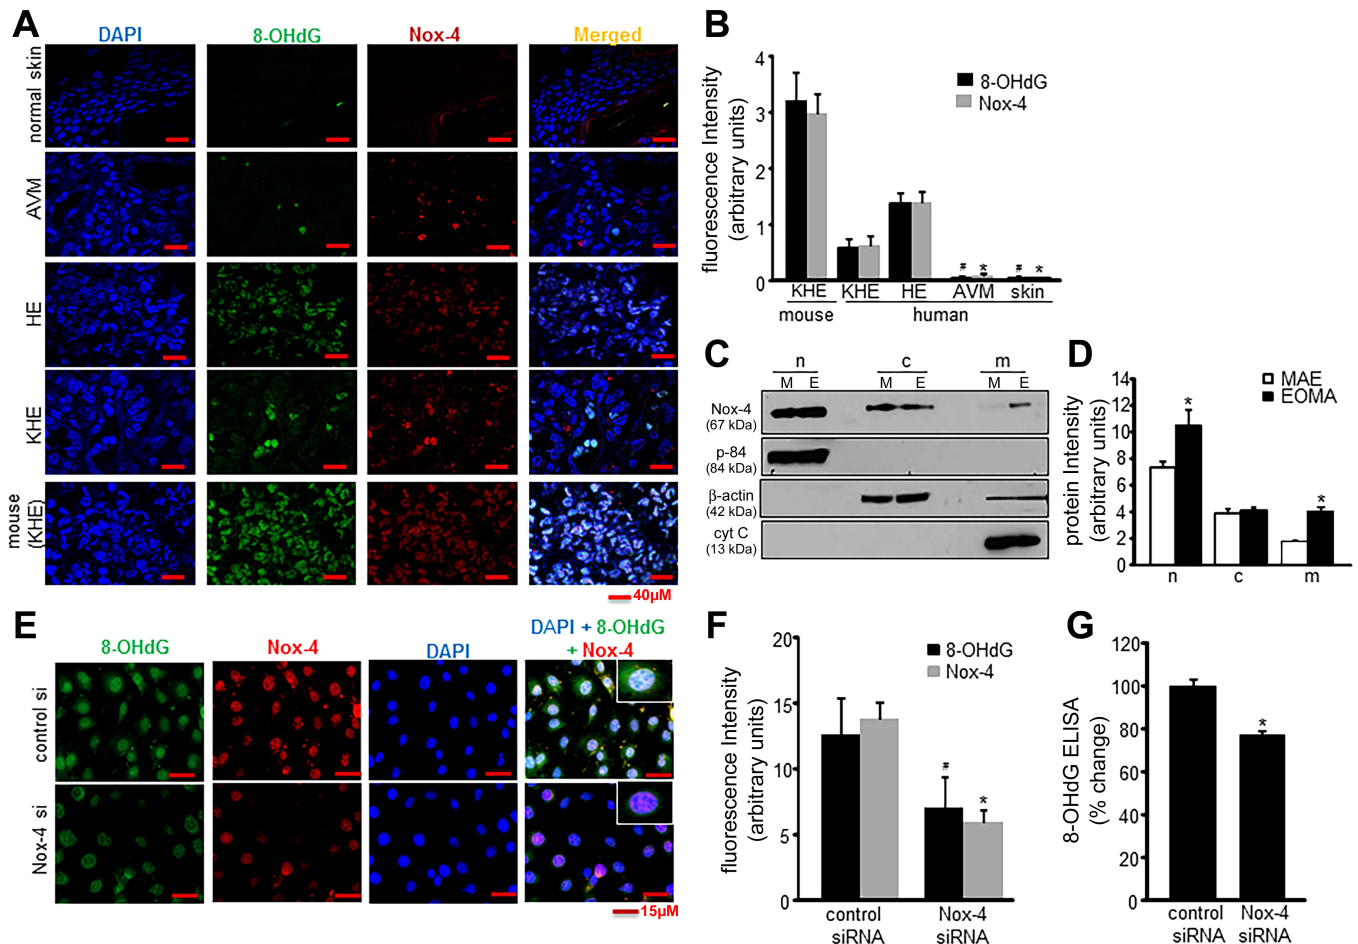 A
DAPI
8-OHdG
Nox-4
Merged
normal skin
AVM
HE
KHE
mouse
(KHE)
40µM
B
fluorescence Intensity
(arbitrary units)
4
3
2
1
0
8-OHdG
Nox-4
# * # *
KHE KHE HE AVM skin
mouse human
C
n c m
M E M E M E
Nox-4
(67 kDa)
p-84
(84 kDa)
β-actin
(42 kDa)
cyt C
(13 kDa)
D
protein Intensity
(arbitrary units)
14
12
10
8
6
4
2
0
MAE
EOMA
*
*
n c m
E
8-OHdG
Nox-4
DAPI
DAPI + 8-OHdG
+ Nox-4
control si
Nox-4 si
15µM
F
fluorescence Intensity
(arbitrary units)
20
15
10
5
0
8-OHdG
Nox-4
# *
control
siRNA
Nox-4
siRNA
G
8-OHdG ELISA
(% change)
120
100
80
60
40
20
0
*
control
siRNA
Nox-4
siRNA